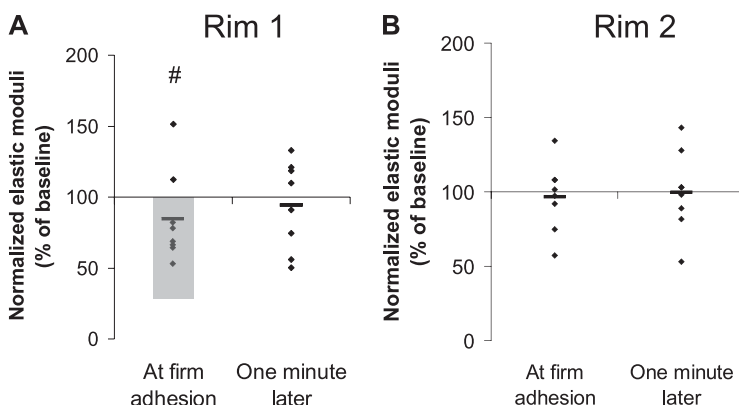 A
Rim 1
Normalized elastic moduli
(% of baseline)
200
150
100
50
0
#
At firm
adhesion
One minute
later
B
Rim 2
Normalized elastic moduli
(% of baseline)
200
150
100
50
0
At firm
adhesion
One minute
later